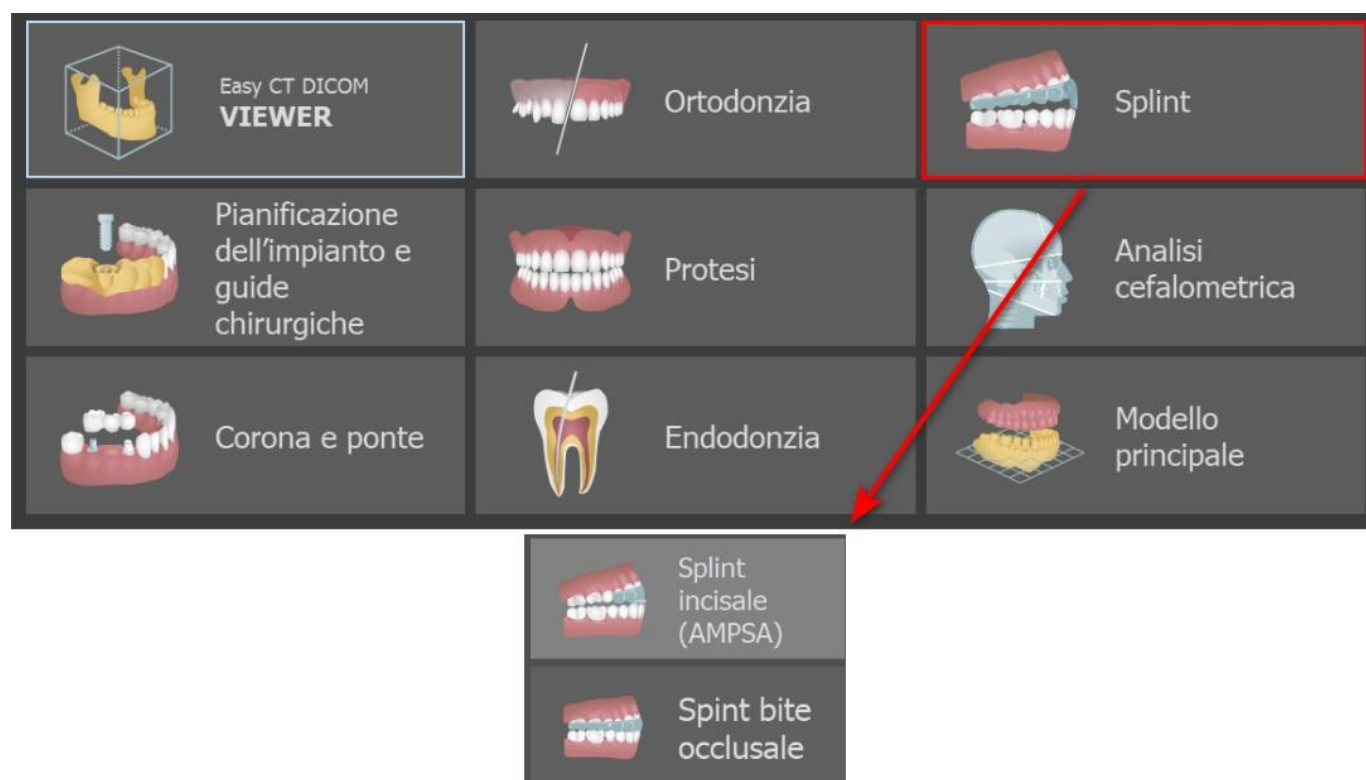 Easy CT DICOM
VIEWER
Ortodonzia
Splint
Pianificazione
dell'impianto e
guide
chirurgiche
Protesi
Analisi
cefalometrica
Corona e ponte
Endodonzia
Modello
principale
Splint
incisale
(AMPSA)
Spint bite
occlusale